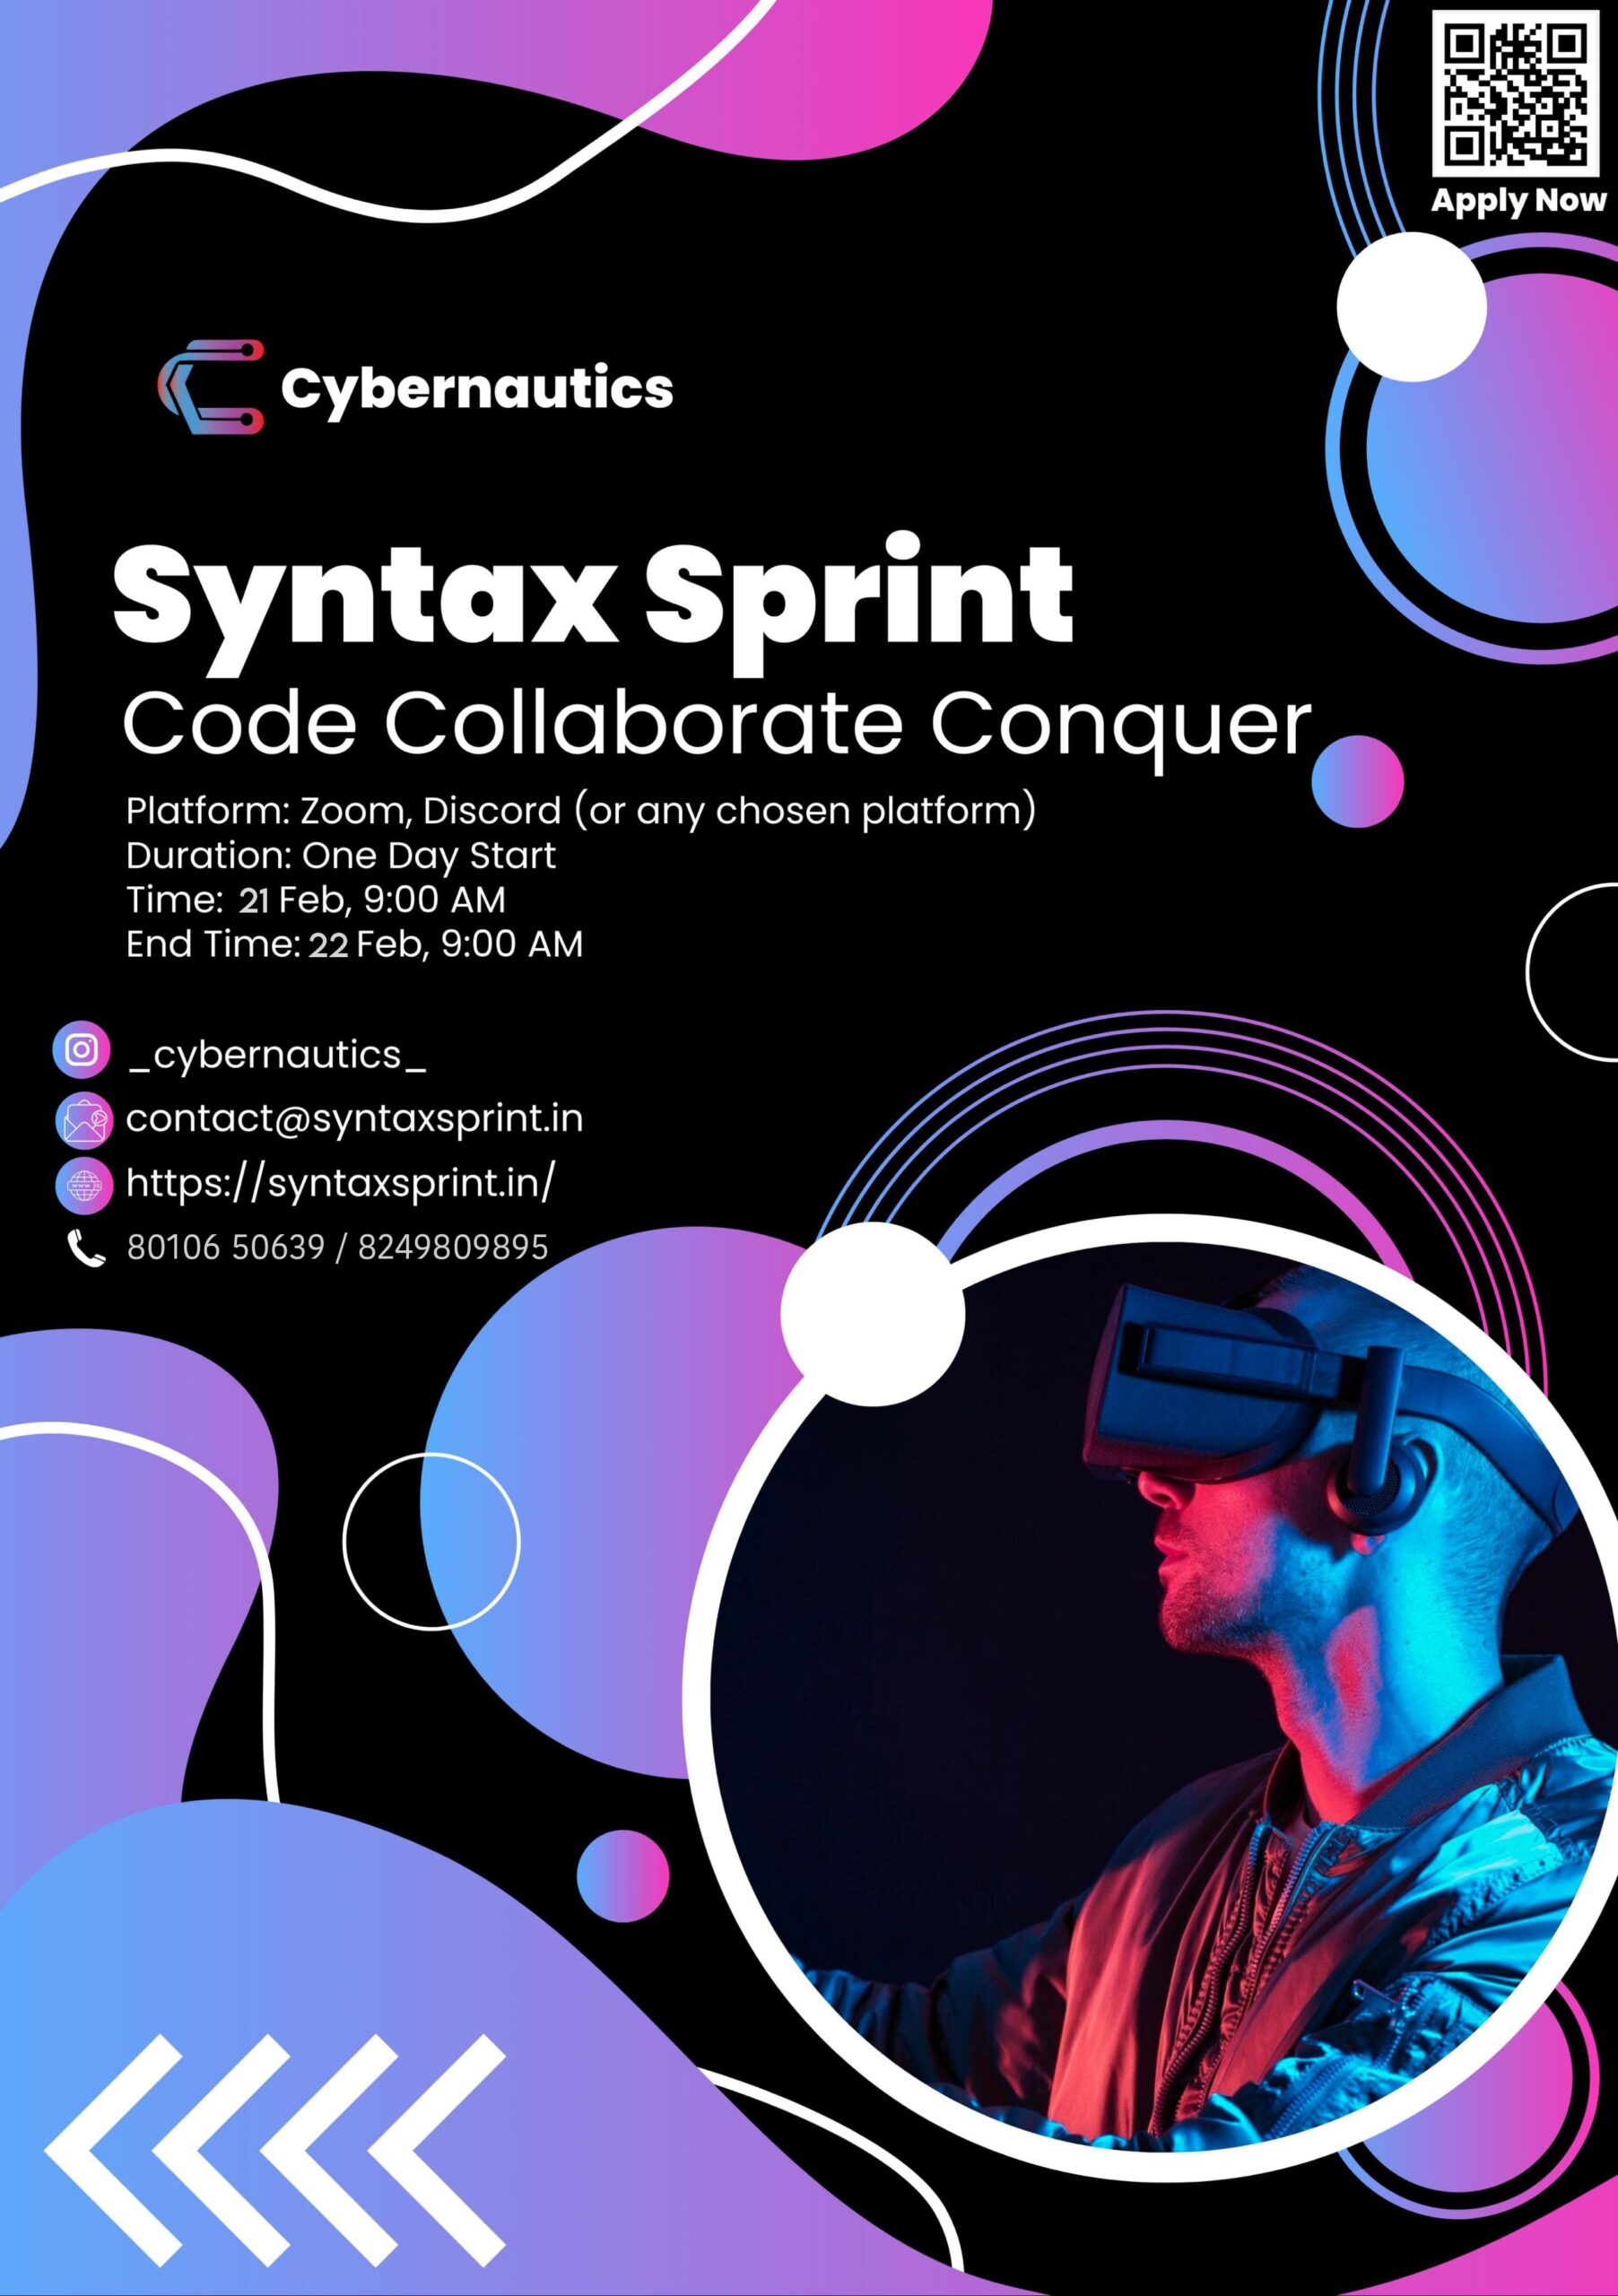 Apply Now
Cybernautics
Syntax Sprint
Code Collaborate Conquer
Platform: Zoom, Discord (or any chosen platform)
Duration: One Day Start
Time: 21 Feb, 9:00 AM
End Time: 22 Feb, 9:00 AM
_cybernautics_
contact@syntaxsprint.in
https://syntaxsprint.in/
80106 50639 / 8249809895